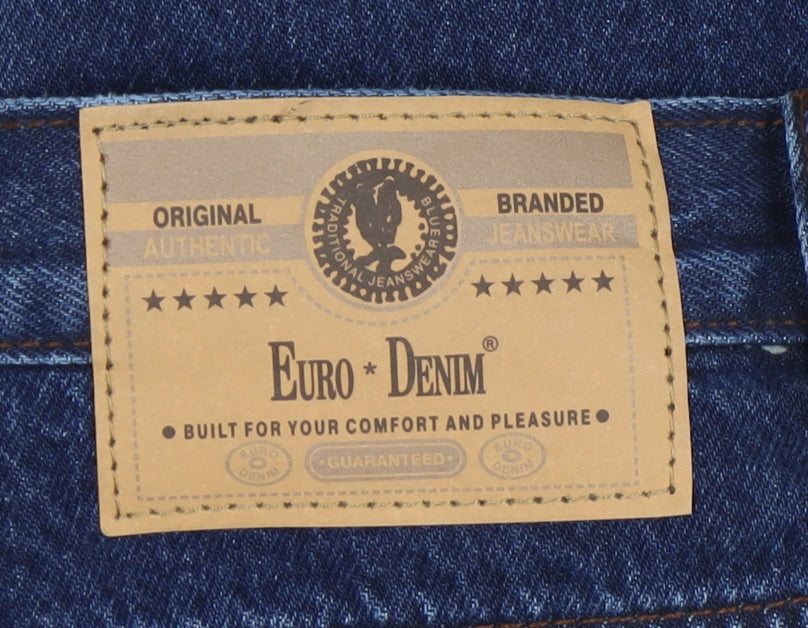 ORIGINAL
AUTHENTIC
TRADITIONAL JEANSWEAR BLUE
BRANDED
JEANSWEAR
★★★★★ ★★★★★
EURO * DENIM®
● BUILT FOR YOUR COMFORT AND PLEASURE ●
EURO DENIM
• GUARANTEED •
EURO DENIM